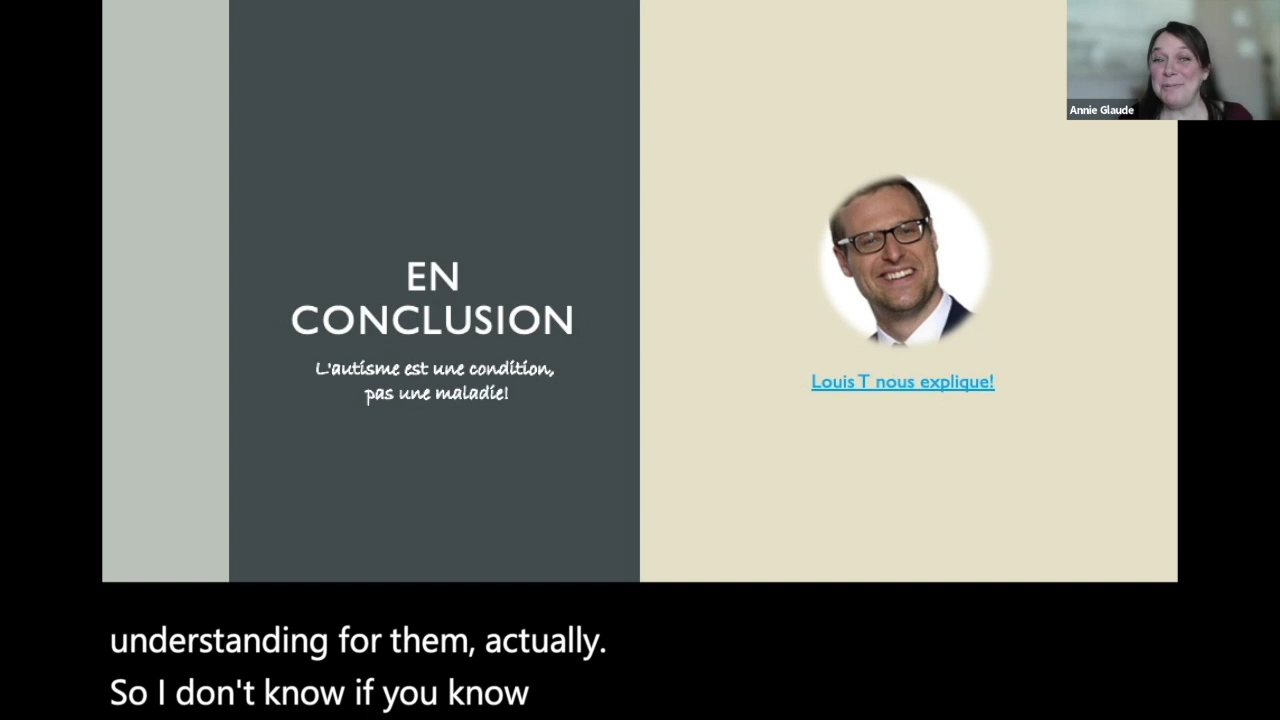 Annie Glaude
EN
CONCLUSION
L'autisme est une condition,
pas une maladie!
Louis T nous explique!
understanding for them, actually.
So I don't know if you know